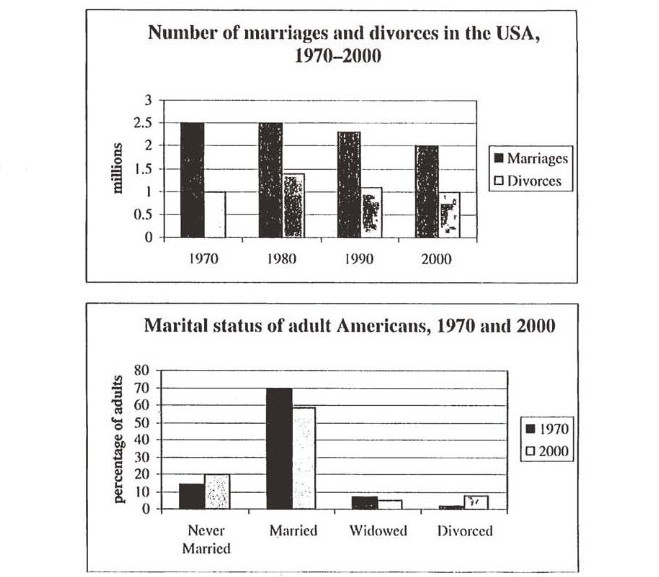 Number of marriages and divorces in the USA,
1970–2000
3
2.5
2
1.5
1
0.5
0
millions
1970 1980 1990 2000
Marriages
Divorces
Marital status of adult Americans, 1970 and 2000
80
70
60
50
40
30
20
10
0
percentage of adults
Never Married Widowed Divorced
Married
1970
2000